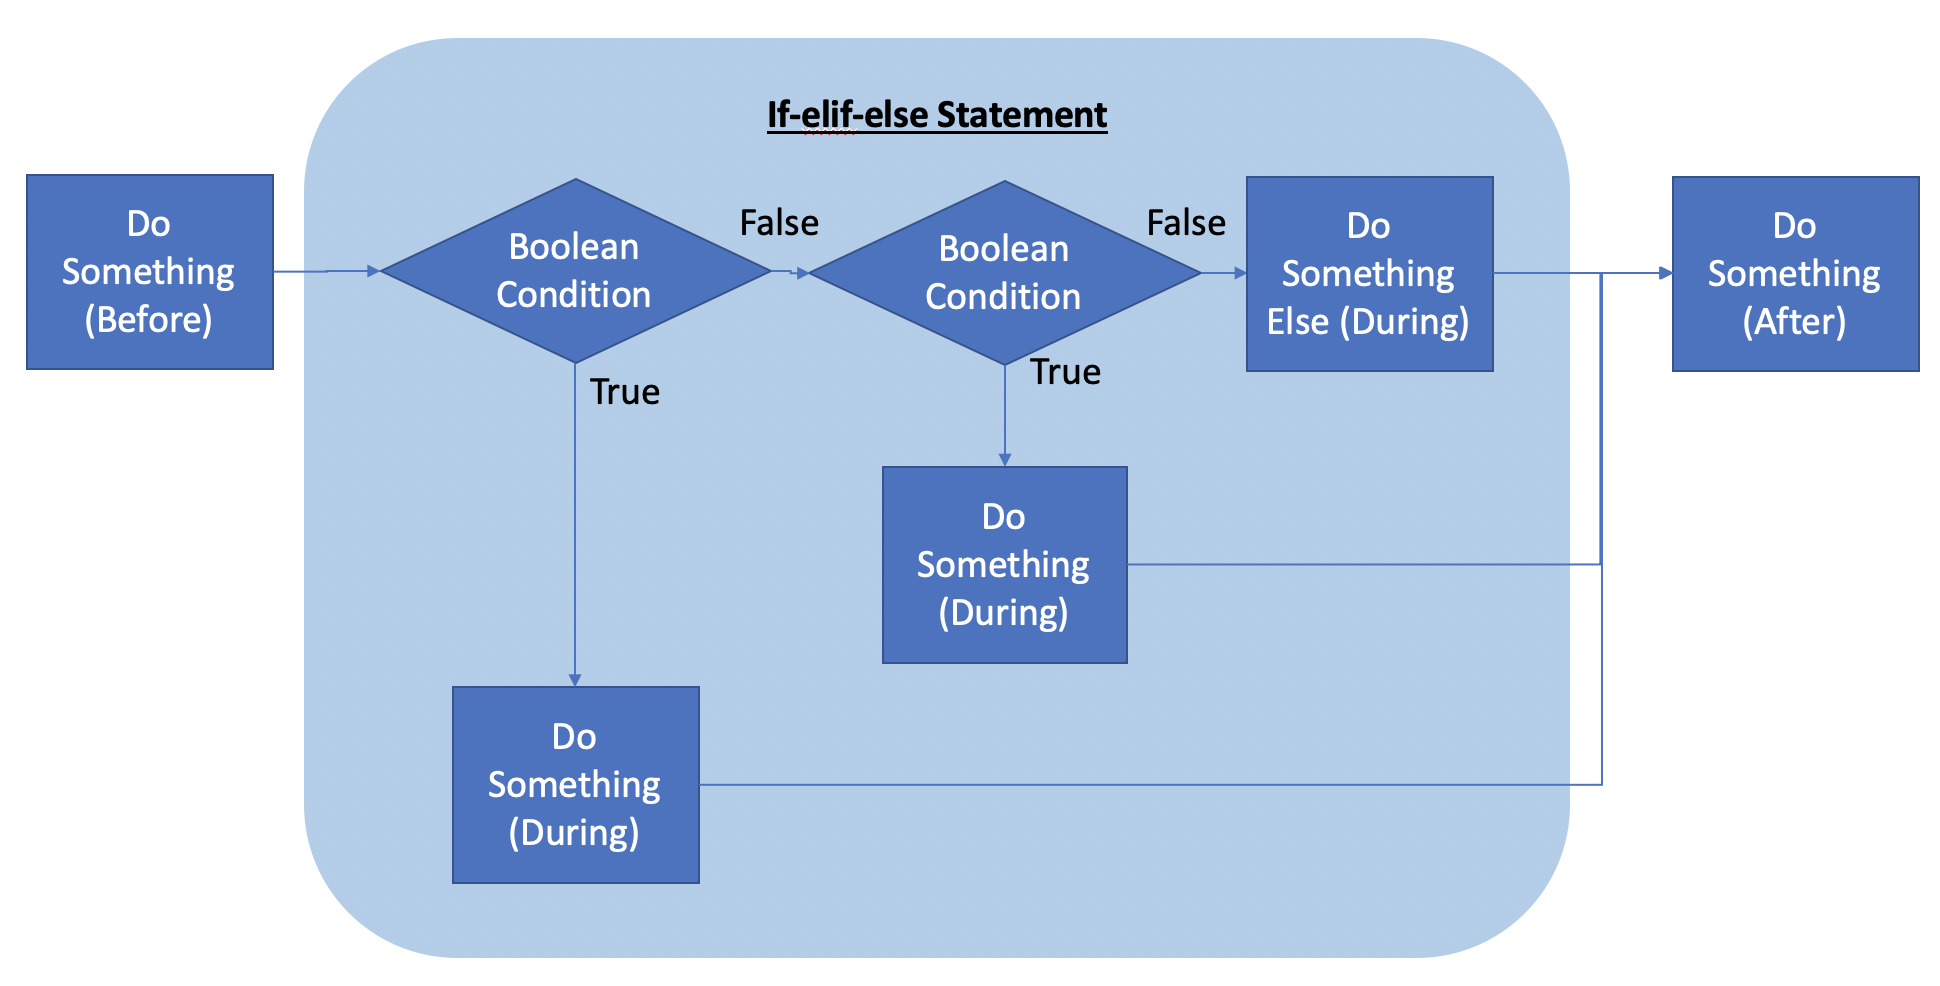 If-elif-else Statement
Do
Something
(Before)
Boolean
Condition
False
True
Boolean
Condition
False
True
Do
Something
Else (During)
Do
Something
(After)
Do
Something
(During)
Do
Something
(During)